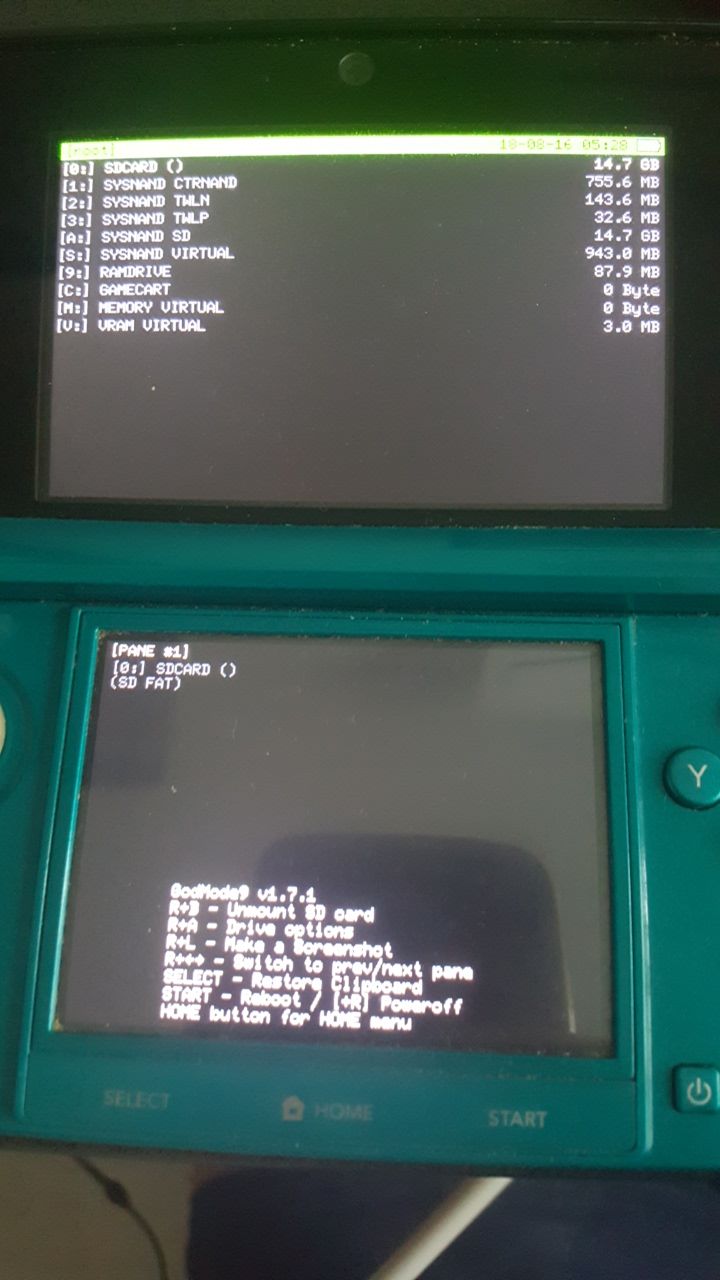 [root] 18-08-16 05:28
[0:] SDCARD () 14.7 GB
[1:] SYSNAND CTRNAND 755.6 MB
[2:] SYSNAND TWLN 143.6 MB
[3:] SYSNAND TWLP 32.6 MB
[A:] SYSNAND SD 14.7 GB
[S:] SYSNAND VIRTUAL 943.0 MB
[9:] RAMDRIVE 87.9 MB
[C:] GAMECART 0 Byte
[M:] MEMORY VIRTUAL 0 Byte
[V:] VRAM VIRTUAL 3.0 MB
[PANE #1]
[0:] SDCARD ()
(SD FAT)
GodMode9 v1.7.1
R+B - Unmount SD card
R+A - Drive options
R+L - Make a Screenshot
R+←→ - Switch to prev/next pane
SELECT - Restore Clipboard
START - Reboot / [+R] Poweroff
HOME button for HOME menu
Y
SELECT HOME START